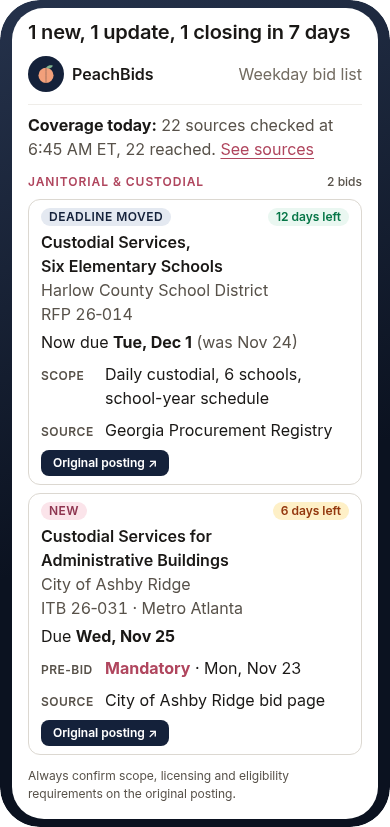 1 new, 1 update, 1 closing in 7 days
PeachBids
Weekday bid list
Coverage today: 22 sources checked at
6:45 AM ET, 22 reached. See sources
JANITORIAL & CUSTODIAL
2 bids
DEADLINE MOVED
12 days left
Custodial Services,
Six Elementary Schools
Harlow County School District
RFP 26-014
Now due Tue, Dec 1 (was Nov 24)
SCOPE Daily custodial, 6 schools,
school-year schedule
SOURCE Georgia Procurement Registry
Original posting ↗
NEW
6 days left
Custodial Services for
Administrative Buildings
City of Ashby Ridge
ITB 26-031 · Metro Atlanta
Due Wed, Nov 25
PRE-BID Mandatory · Mon, Nov 23
SOURCE City of Ashby Ridge bid page
Original posting ↗
Always confirm scope, licensing and eligibility
requirements on the original posting.